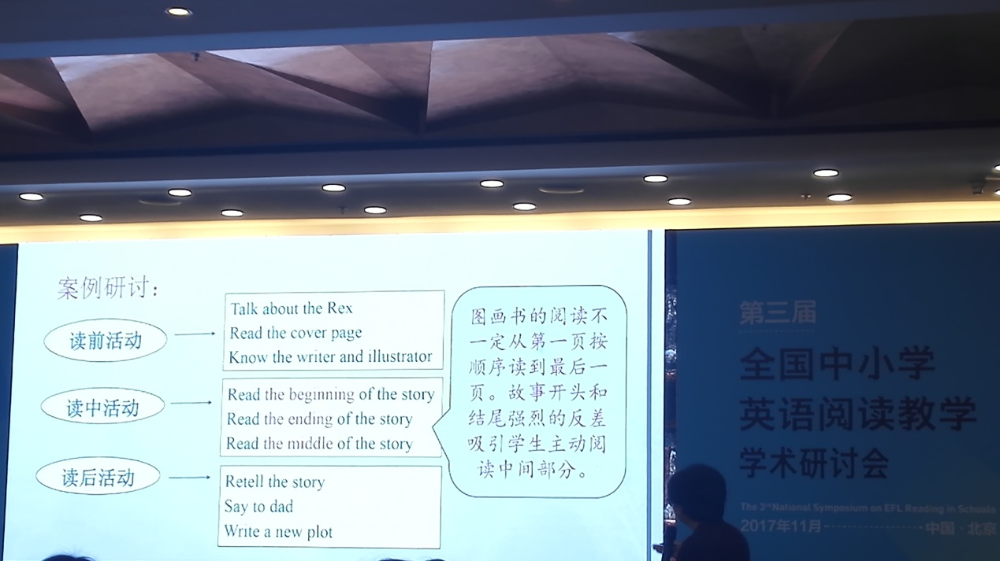 案例研讨：
读前活动
Talk about the Rex
Read the cover page
Know the writer and illustrator
读中活动
Read the beginning of the story
Read the ending of the story
Read the middle of the story
读后活动
Retell the story
Say to dad
Write a new plot
图画书的阅读不
一定从第一页按
顺序读到最后一
页。故事开头和
结尾强烈的反差
吸引学生主动阅
读中间部分。
第三届
全国中小学
英语阅读教学
学术研讨会
The 3rd National Symposium on EFL Reading in Schools
2017年11月 中国·北京